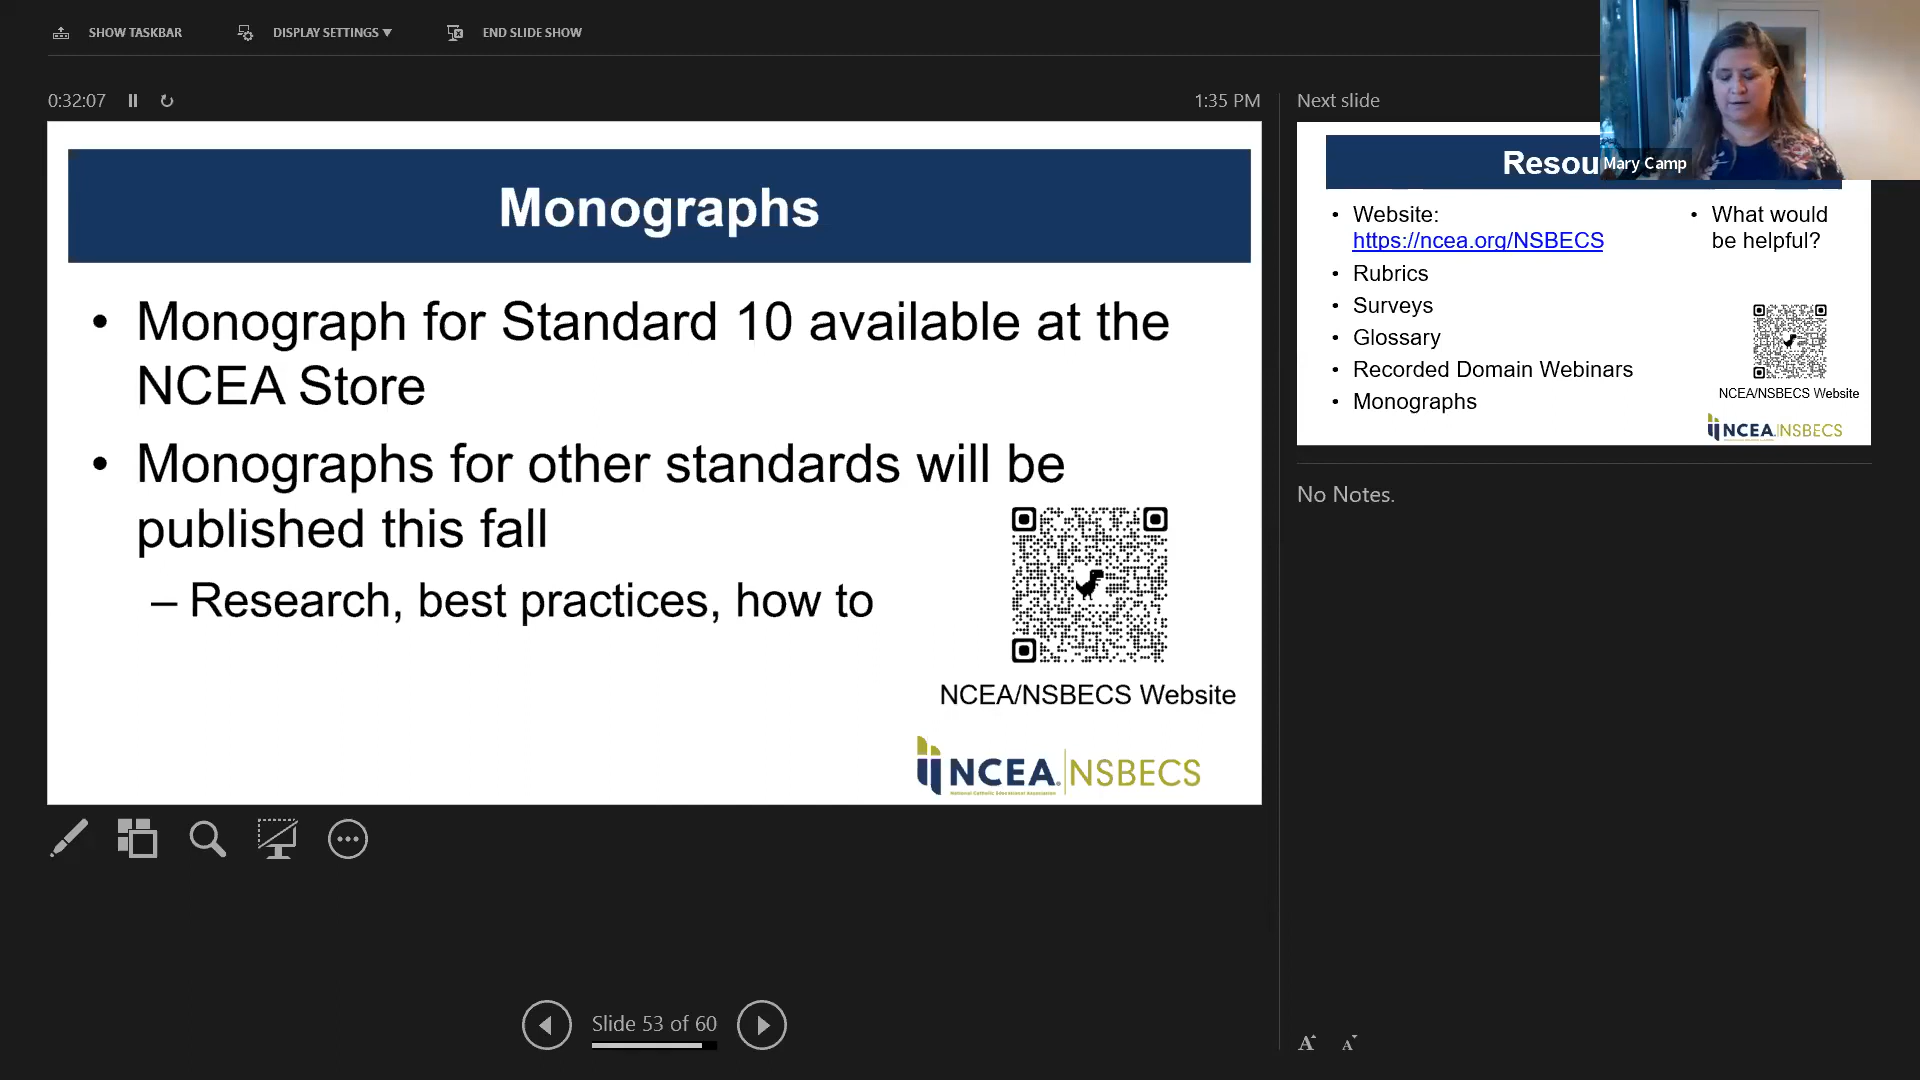 SHOW TASKBAR
DISPLAY SETTINGS ▼
END SLIDE SHOW
0:32:07
1:35 PM
Monographs
• Monograph for Standard 10 available at the
NCEA Store
• Monographs for other standards will be
published this fall
– Research, best practices, how to
NCEA/NSBECS Website
NCEA. NSBECS
National Catholic Educational Association
Slide 53 of 60
Next slide
Mary Camp
Resou
• Website:
https://ncea.org/NSBECS
• Rubrics
• Surveys
• Glossary
• Recorded Domain Webinars
• Monographs
• What would
be helpful?
NCEA/NSBECS Website
NCEA. NSBECS
No Notes.
A A